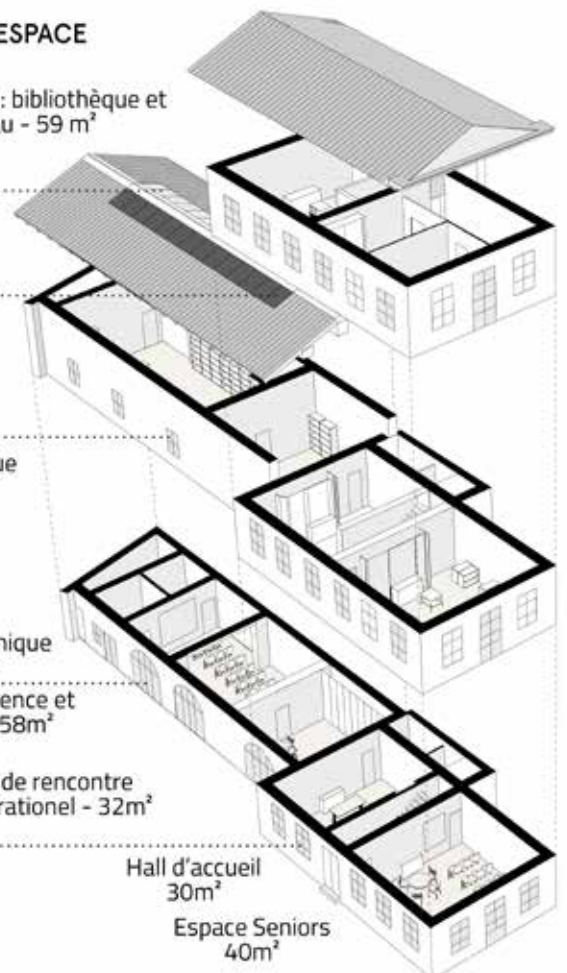 ESPACE
: bibliothèque et
u - 59 m²
ue
nique
ence et
58m²
de rencontre
rationel - 32m²
Hall d'accueil
30m²
Espace Seniors
40m²